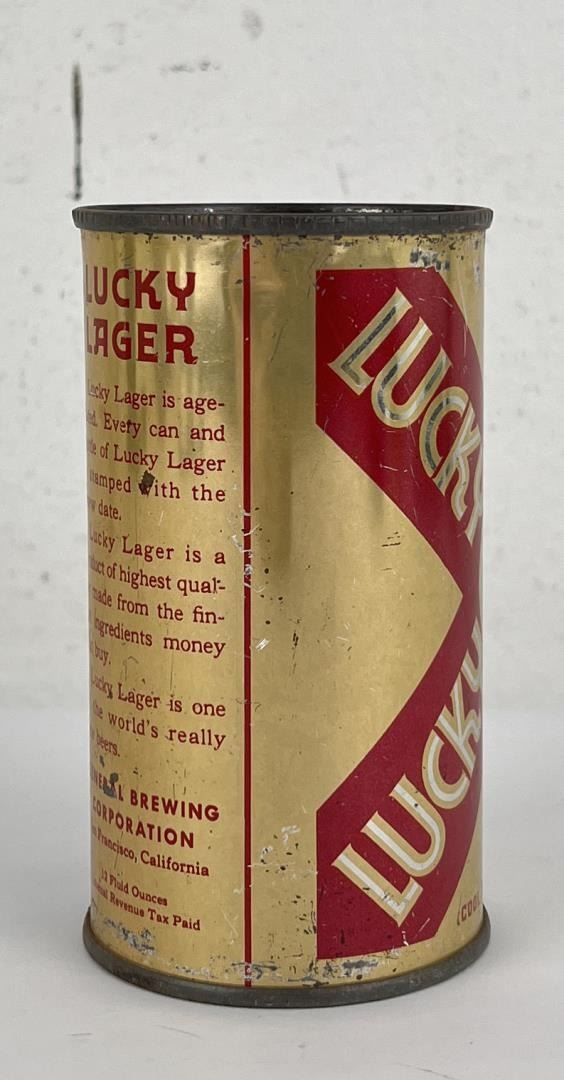 LUCKY
LAGER
Lucky Lager is age-
Every can and
of Lucky Lager
stamped with the
date.
Lucky Lager is a
of highest qual-
made from the fin-
ingredients money
buy.
Lucky Lager is one
the world's really
beers.
GENERAL BREWING
CORPORATION
San Francisco, California
12 Fluid Ounces
Internal Revenue Tax Paid
LUCKY
LUCKY